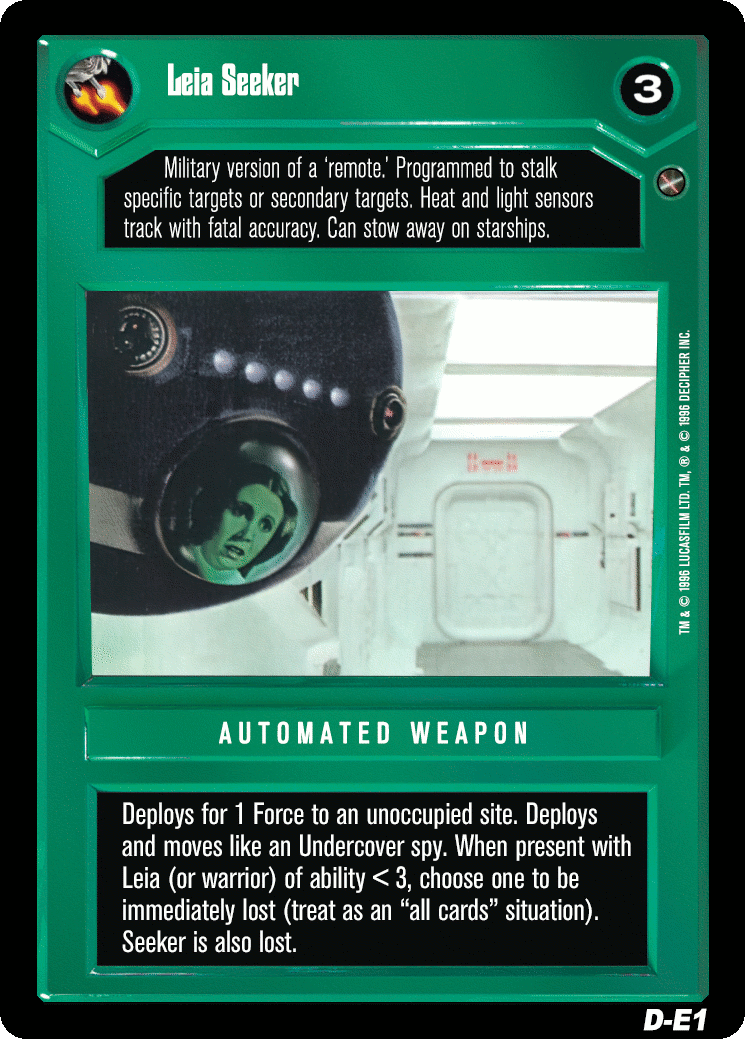 Leia Seeker
3
Military version of a ‘remote.’ Programmed to stalk
specific targets or secondary targets. Heat and light sensors
track with fatal accuracy. Can stow away on starships.
TM & © 1996 LUCASFILM LTD. TM, ® & © 1996 DECIPHER INC.
AUTOMATED WEAPON
Deploys for 1 Force to an unoccupied site. Deploys
and moves like an Undercover spy. When present with
Leia (or warrior) of ability < 3, choose one to be
immediately lost (treat as an “all cards” situation).
Seeker is also lost.
D-E1